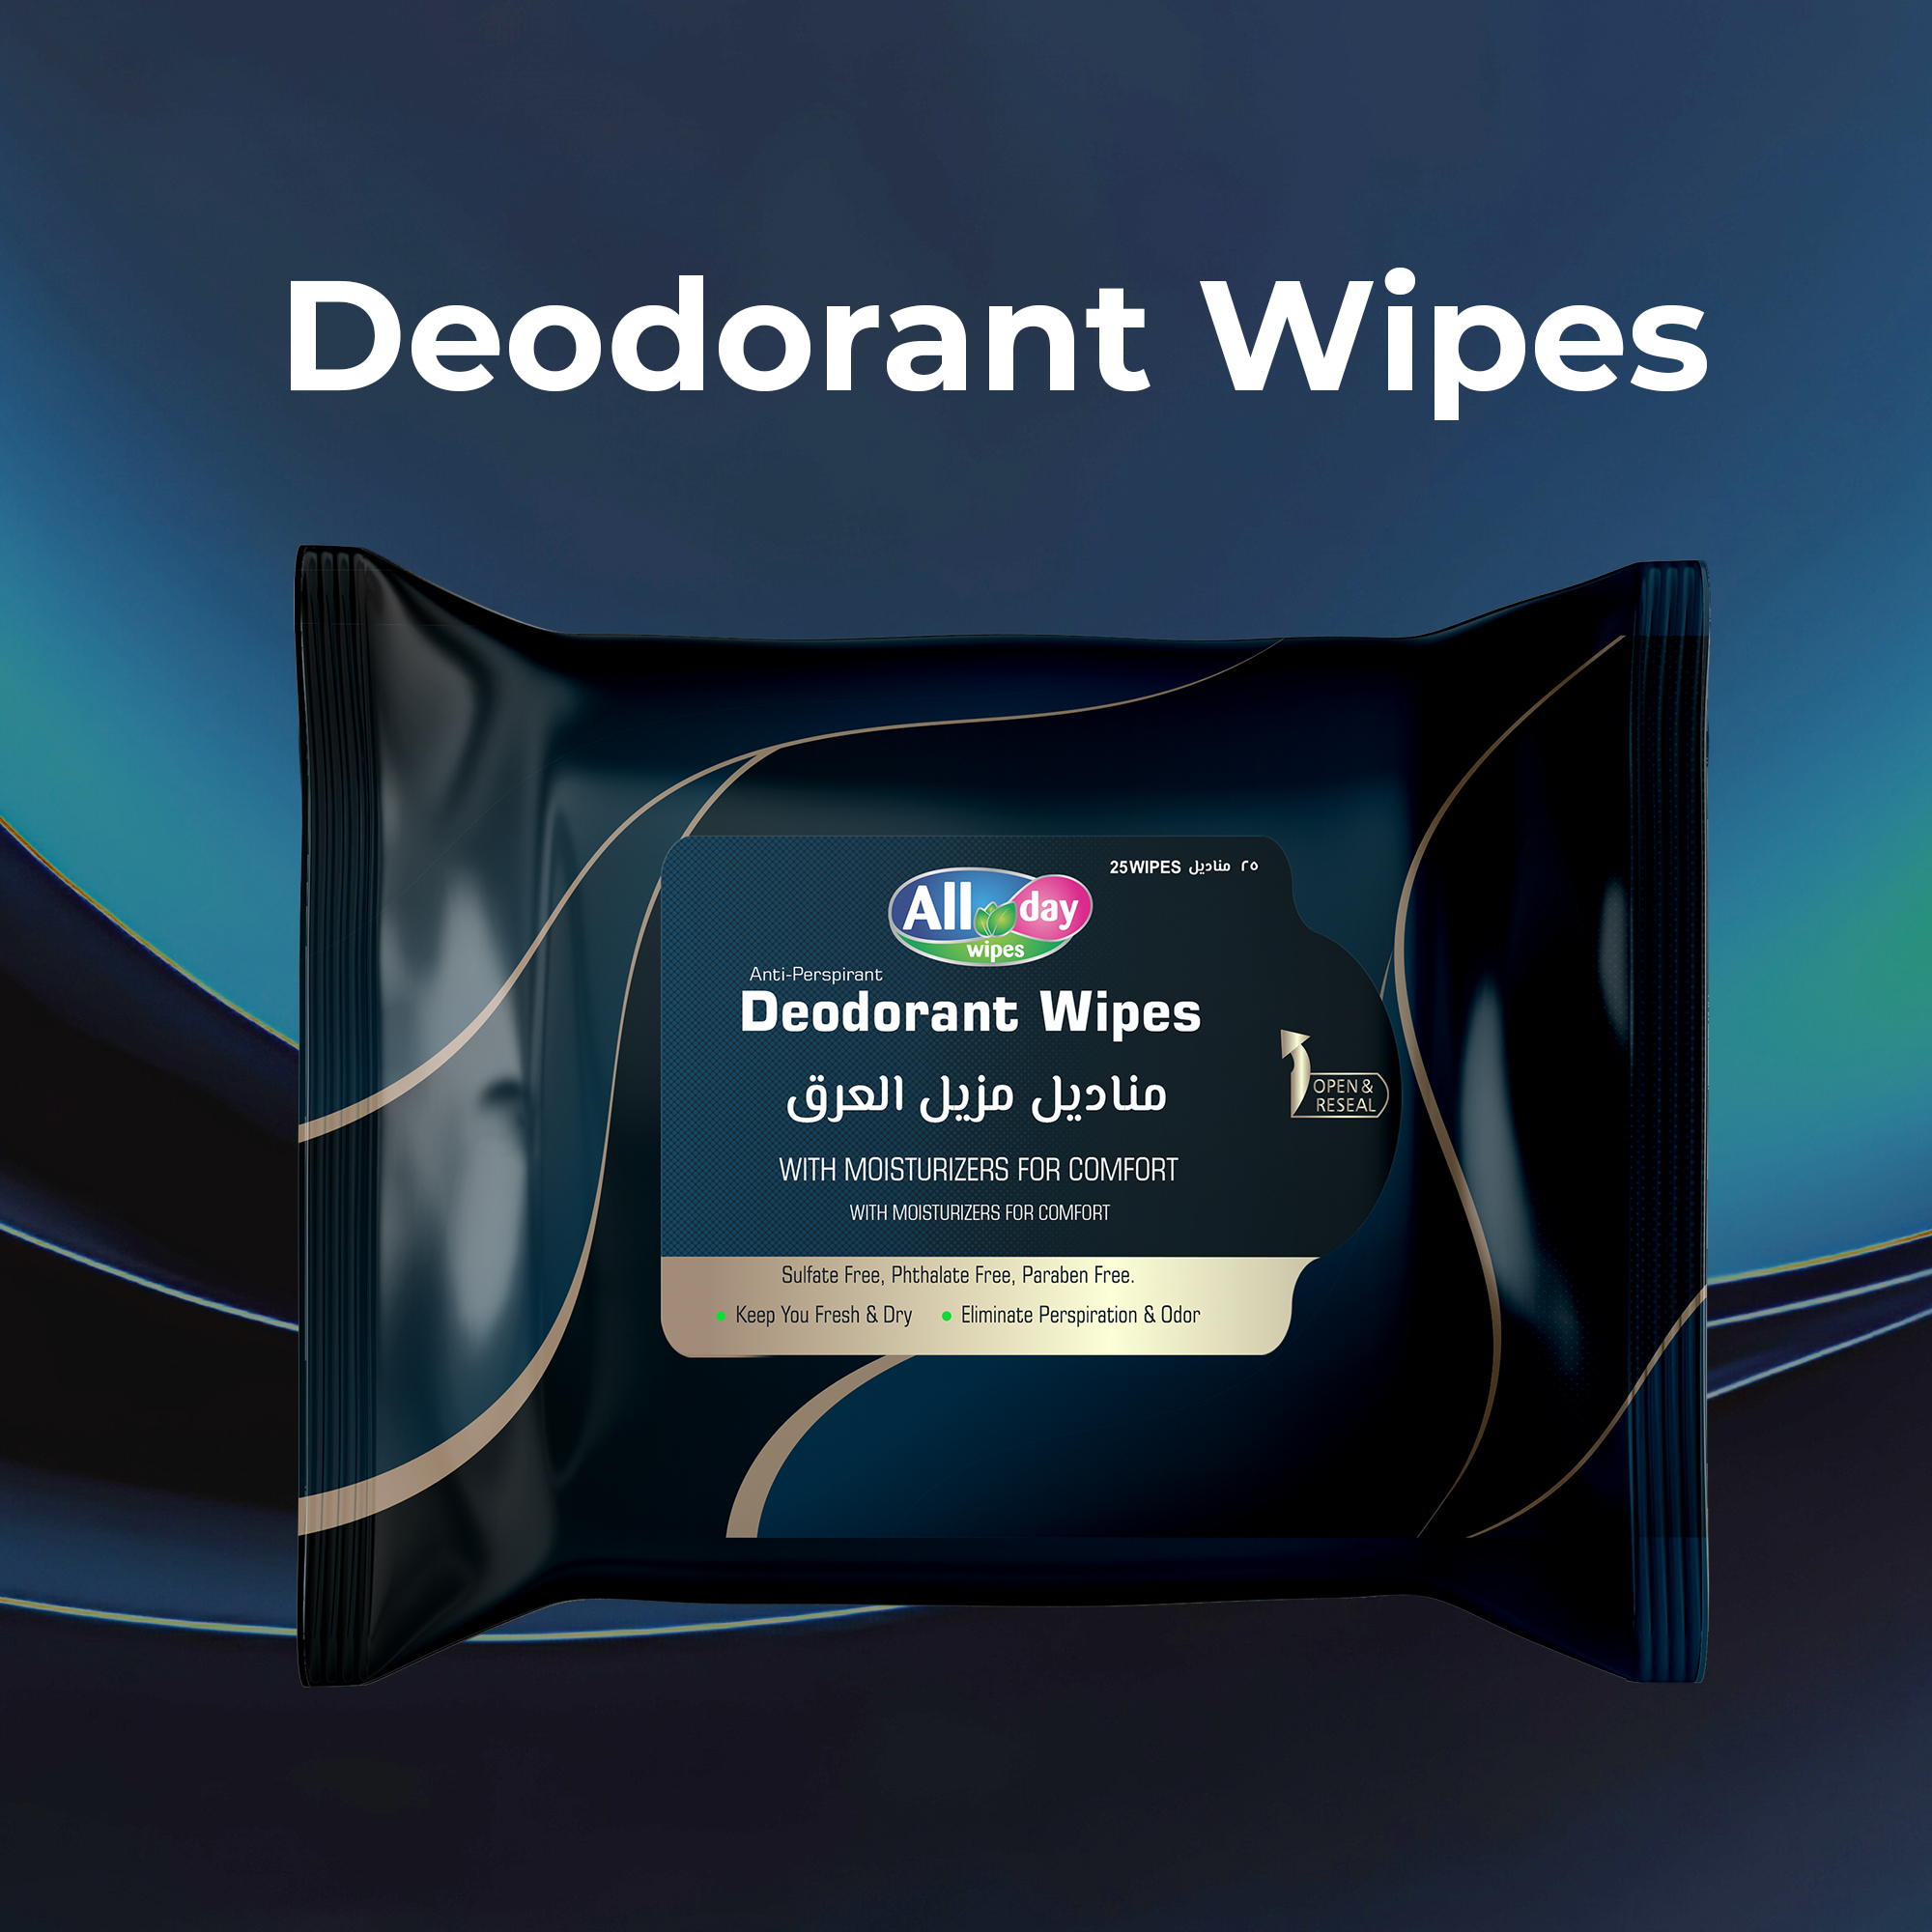 Deodorant Wipes
25WIPES ٢٥ مناديل
All day
wipes
Anti-Perspirant
Deodorant Wipes
مناديل مزيل العرق
OPEN &
RESEAL
WITH MOISTURIZERS FOR COMFORT
WITH MOISTURIZERS FOR COMFORT
Sulfate Free, Phthalate Free, Paraben Free.
• Keep You Fresh & Dry • Eliminate Perspiration & Odor